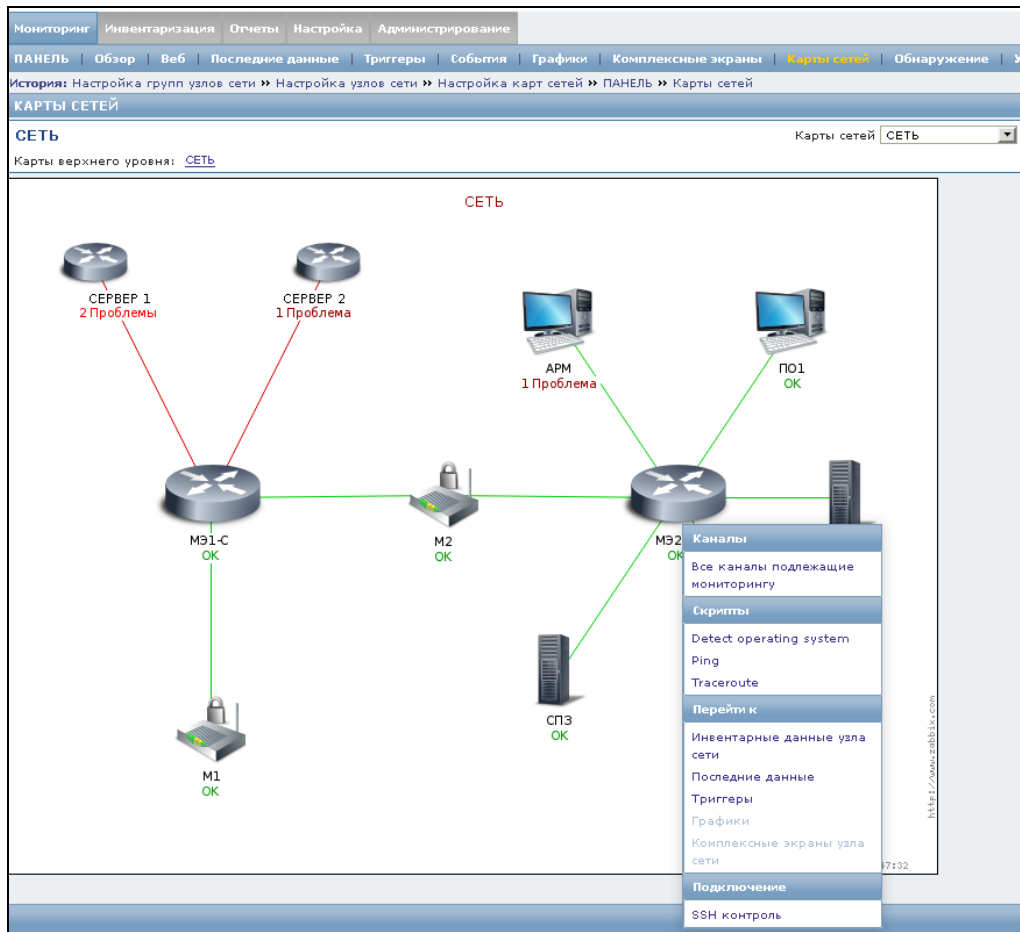 Мониторинг Инвентаризация Отчеты Настройка Администрирование
ПАНЕЛЬ | Обзор | Веб | Последние данные | Триггеры | События | Графики | Комплексные экраны | Карты сетей | Обнаружение |
История: Настройка групп узлов сети » Настройка узлов сети » Настройка карт сетей » ПАНЕЛЬ » Карты сетей
КАРТЫ СЕТЕЙ
СЕТЬ Карты сетей СЕТЬ
Карты верхнего уровня: СЕТЬ
СЕТЬ
СЕРВЕР 1
2 Проблемы
СЕРВЕР 2
1 Проблема
АРМ
1 Проблема
ПО1
OK
МЭ1-С
OK
М2
OK
МЭ2
OK
СПЗ
OK
М1
OK
Каналы
Все каналы подлежащие
мониторингу
Скрипты
Detect operating system
Ping
Traceroute
Перейти к
Инвентарные данные узла
сети
Последние данные
Триггеры
Графики
Комплексные экраны узла
сети
Подключение
SSH контроль
http://www.zabbix.com
47:32